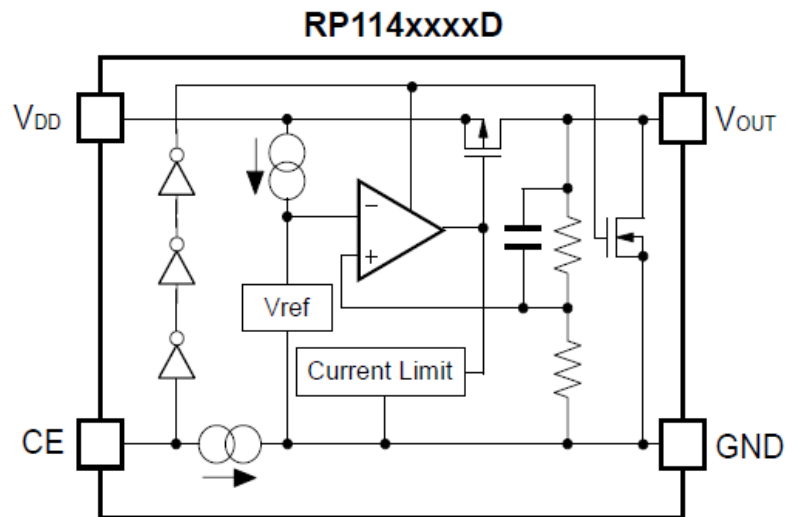 RP114xxxxD
VDD
VOUT
−
+
Vref
Current Limit
CE
GND